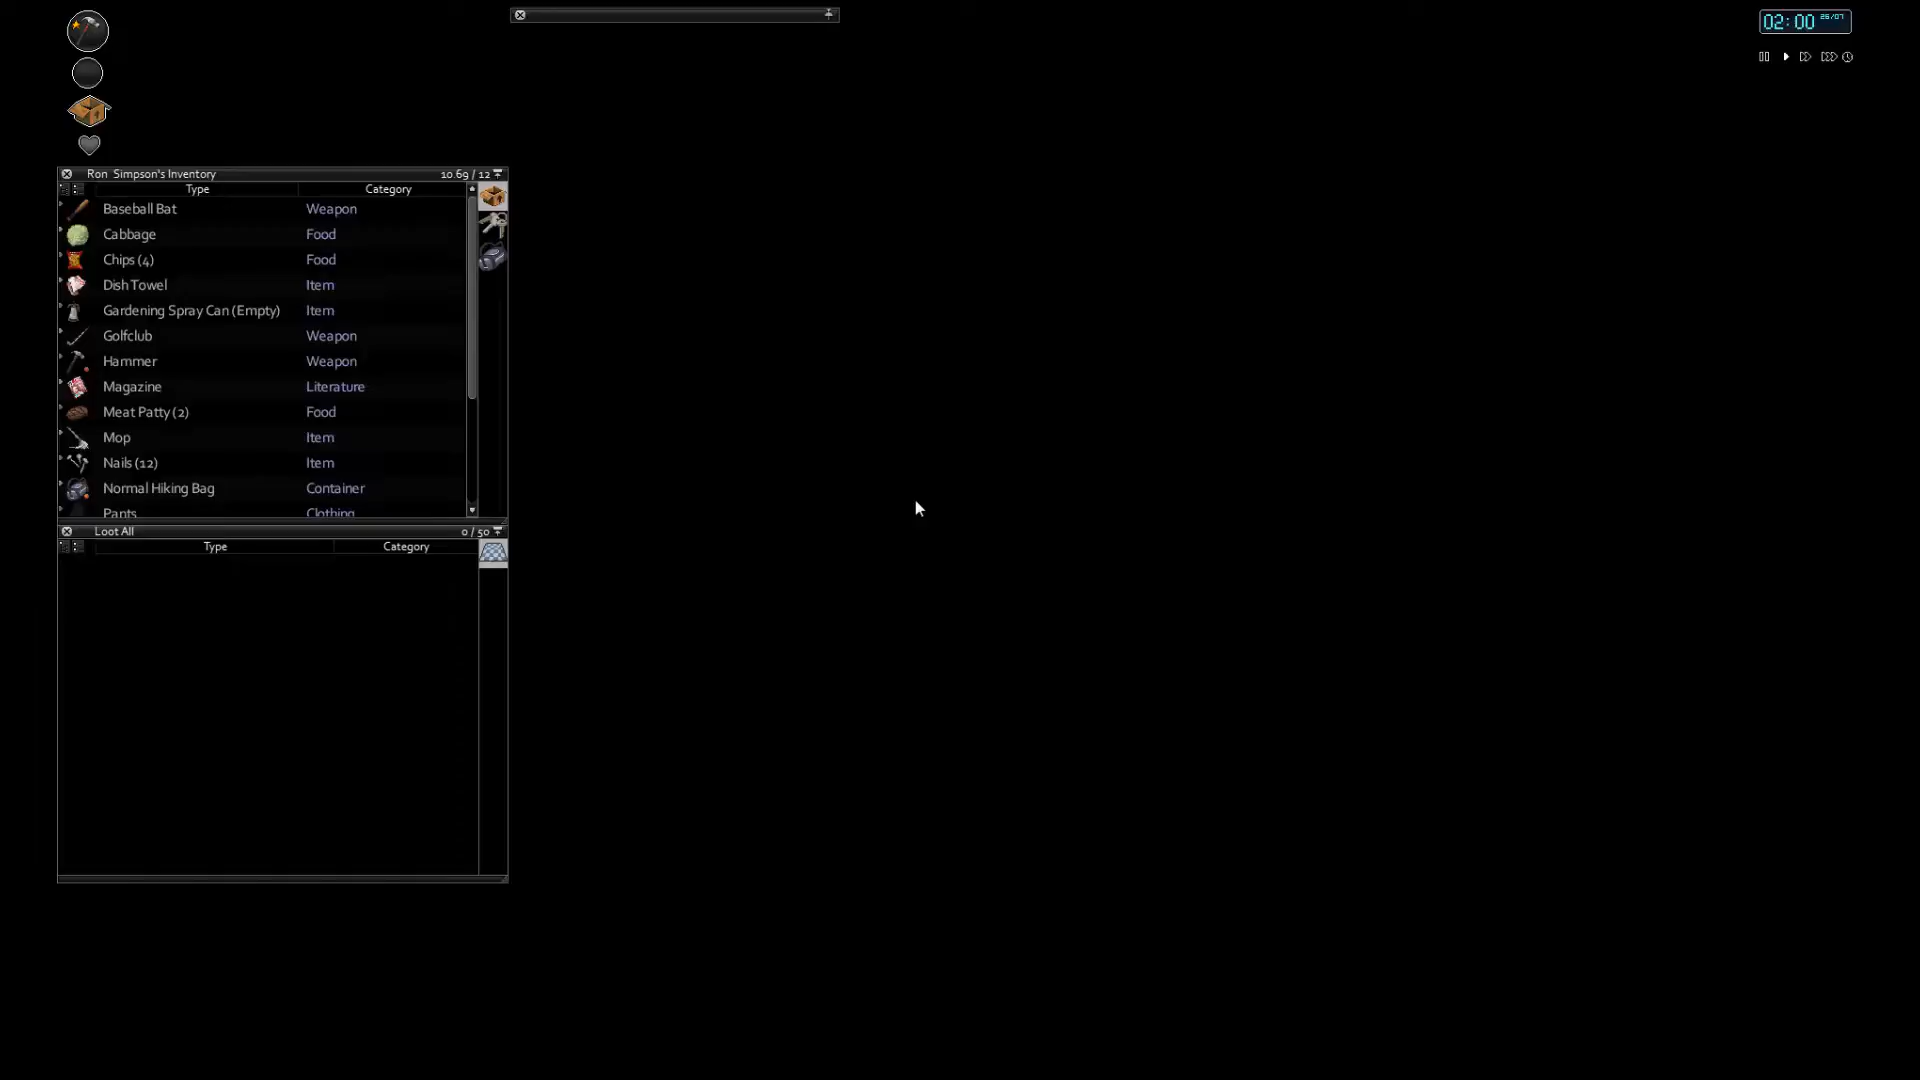 02:00 26/07
Ron Simpson's Inventory 10.69 / 12
Type Category
Baseball Bat Weapon
Cabbage Food
Chips (4) Food
Dish Towel Item
Gardening Spray Can (Empty) Item
Golfclub Weapon
Hammer Weapon
Magazine Literature
Meat Patty (2) Food
Mop Item
Nails (12) Item
Normal Hiking Bag Container
Pants Clothing
Loot All 0 / 50
Type Category